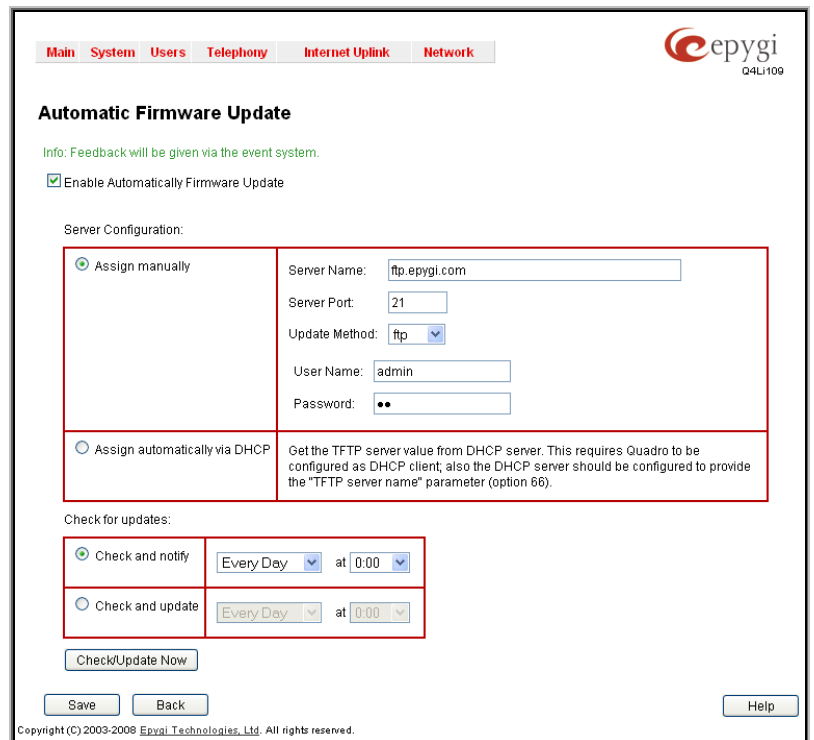 Main System Users Telephony Internet Uplink Network
epygi
Q4Li109
Automatic Firmware Update
Info: Feedback will be given via the event system.
Enable Automatically Firmware Update
Server Configuration:
Assign manually
Server Name: ftp.epygi.com
Server Port: 21
Update Method: ftp
User Name: admin
Password: ●●
Assign automatically via DHCP
Get the TFTP server value from DHCP server. This requires Quadro to be
configured as DHCP client; also the DHCP server should be configured to provide
the "TFTP server name" parameter (option 66).
Check for updates:
Check and notify Every Day at 0:00
Check and update Every Day at 0:00
Check/Update Now
Save Back Help
Copyright (C) 2003-2008 Epygi Technologies, Ltd. All rights reserved.